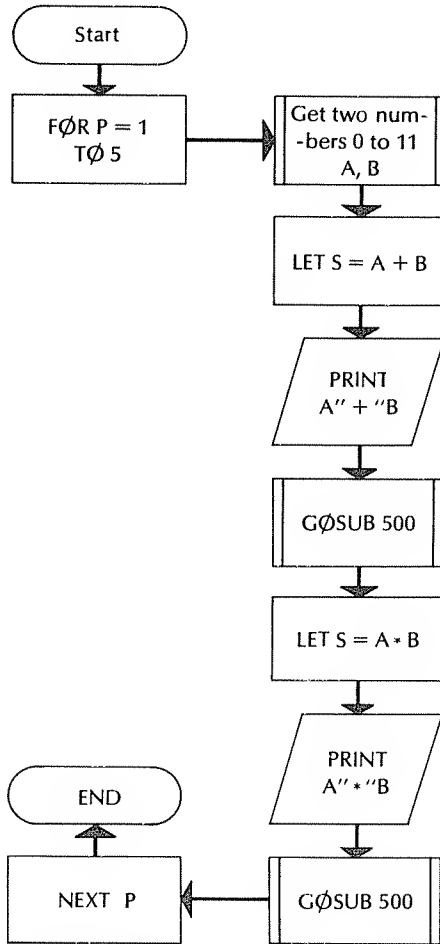 Start
FØR P = 1
TØ 5
Get two num-
-bers 0 to 11
A, B
LET S = A + B
PRINT
A” + “B
GØSUB 500
LET S = A * B
PRINT
A” * “B
GØSUB 500
NEXT P
END